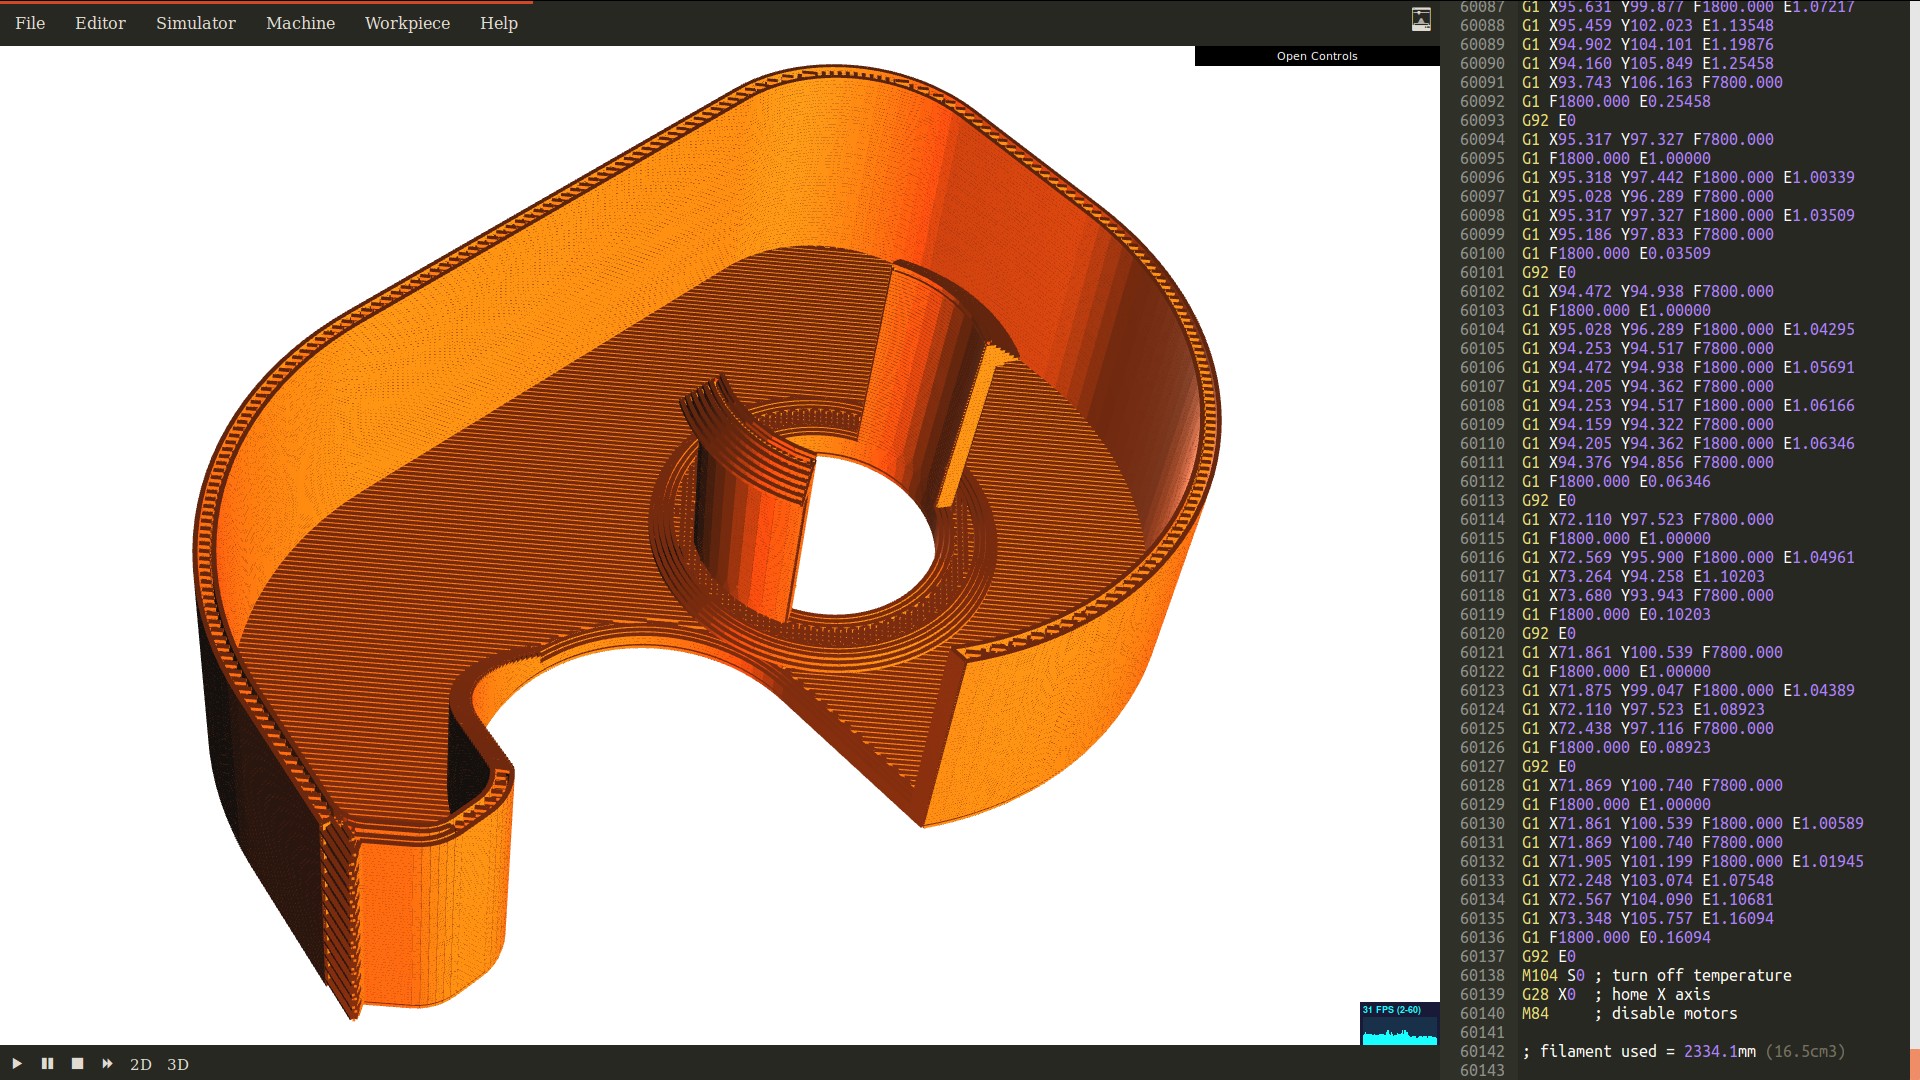 File Editor Simulator Machine Workpiece Help
Open Controls
60087 G1 X95.631 Y99.877 F1800.000 E1.07217
60088 G1 X95.459 Y102.023 E1.13548
60089 G1 X94.902 Y104.101 E1.19876
60090 G1 X94.160 Y105.849 E1.25458
60091 G1 X93.743 Y106.163 F7800.000
60092 G1 F1800.000 E0.25458
60093 G92 E0
60094 G1 X95.317 Y97.327 F7800.000
60095 G1 F1800.000 E1.00000
60096 G1 X95.318 Y97.442 F1800.000 E1.00339
60097 G1 X95.028 Y96.289 F7800.000
60098 G1 X95.317 Y97.327 F1800.000 E1.03509
60099 G1 X95.186 Y97.833 F7800.000
60100 G1 F1800.000 E0.03509
60101 G92 E0
60102 G1 X94.472 Y94.938 F7800.000
60103 G1 F1800.000 E1.00000
60104 G1 X95.028 Y96.289 F1800.000 E1.04295
60105 G1 X94.253 Y94.517 F7800.000
60106 G1 X94.472 Y94.938 F1800.000 E1.05691
60107 G1 X94.205 Y94.362 F7800.000
60108 G1 X94.253 Y94.517 F1800.000 E1.06166
60109 G1 X94.159 Y94.322 F7800.000
60110 G1 X94.205 Y94.362 F1800.000 E1.06346
60111 G1 X94.376 Y94.856 F7800.000
60112 G1 F1800.000 E0.06346
60113 G92 E0
60114 G1 X72.110 Y97.523 F7800.000
60115 G1 F1800.000 E1.00000
60116 G1 X72.569 Y95.900 F1800.000 E1.04961
60117 G1 X73.264 Y94.258 E1.10203
60118 G1 X73.680 Y93.943 F7800.000
60119 G1 F1800.000 E0.10203
60120 G92 E0
60121 G1 X71.861 Y100.539 F7800.000
60122 G1 F1800.000 E1.00000
60123 G1 X71.875 Y99.047 F1800.000 E1.04389
60124 G1 X72.110 Y97.523 E1.08923
60125 G1 X72.438 Y97.116 F7800.000
60126 G1 F1800.000 E0.08923
60127 G92 E0
60128 G1 X71.869 Y100.740 F7800.000
60129 G1 F1800.000 E1.00000
60130 G1 X71.861 Y100.539 F1800.000 E1.00589
60131 G1 X71.869 Y100.740 F7800.000
60132 G1 X71.905 Y101.199 F1800.000 E1.01945
60133 G1 X72.248 Y103.074 E1.07548
60134 G1 X72.567 Y104.090 E1.10681
60135 G1 X73.348 Y105.757 E1.16094
60136 G1 F1800.000 E0.16094
60137 G92 E0
60138 M104 S0 ; turn off temperature
60139 G28 X0 ; home X axis
60140 M84 ; disable motors
60141
60142 ; filament used = 2334.1mm (16.5cm3)
60143
31 FPS (2-60)
2D 3D